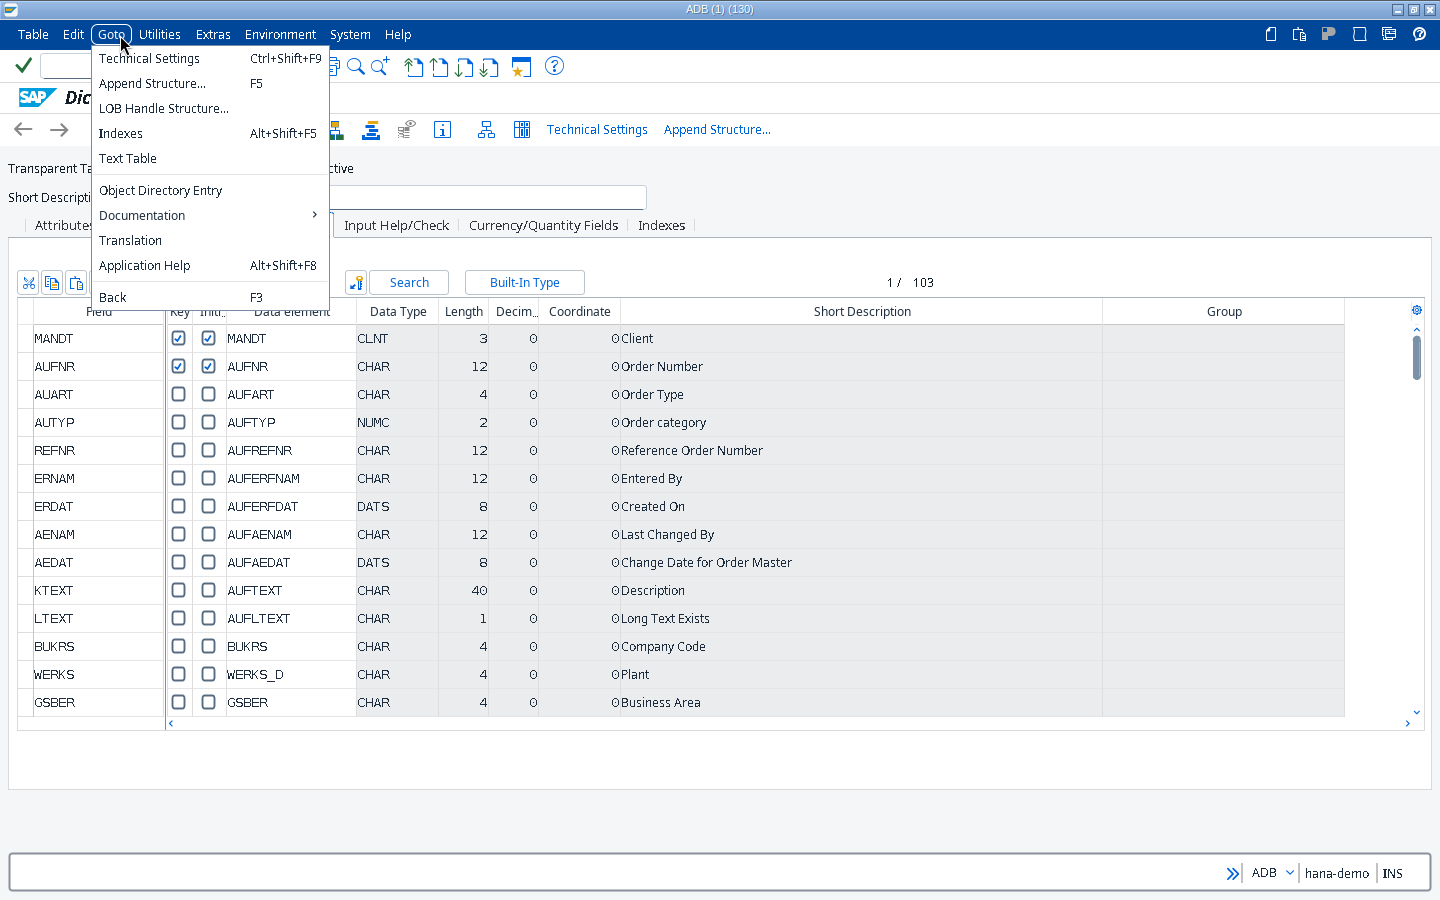 ADB (1) (130)
Table Edit Goto Utilities Extras Environment System Help
Technical Settings Ctrl+Shift+F9
Append Structure... F5
LOB Handle Structure...
Indexes Alt+Shift+F5
Text Table
Object Directory Entry
Documentation
Translation
Application Help Alt+Shift+F8
Back F3
SAP Dic
Technical Settings Append Structure...
Transparent Ta ctive
Short Descripti
Attributes Input Help/Check Currency/Quantity Fields Indexes
Search Built-In Type 1 / 103
Field Key Initi.. Data element Data Type Length Decim... Coordinate Short Description Group
MANDT MANDT CLNT 3 0 0 Client
AUFNR AUFNR CHAR 12 0 0 Order Number
AUART AUFART CHAR 4 0 0 Order Type
AUTYP AUFTYP NUMC 2 0 0 Order category
REFNR AUFREFNR CHAR 12 0 0 Reference Order Number
ERNAM AUFERFNAM CHAR 12 0 0 Entered By
ERDAT AUFERFDAT DATS 8 0 0 Created On
AENAM AUFAENAM CHAR 12 0 0 Last Changed By
AEDAT AUFAEDAT DATS 8 0 0 Change Date for Order Master
KTEXT AUFTEXT CHAR 40 0 0 Description
LTEXT AUFLTEXT CHAR 1 0 0 Long Text Exists
BUKRS BUKRS CHAR 4 0 0 Company Code
WERKS WERKS_D CHAR 4 0 0 Plant
GSBER GSBER CHAR 4 0 0 Business Area
ADB hana-demo INS